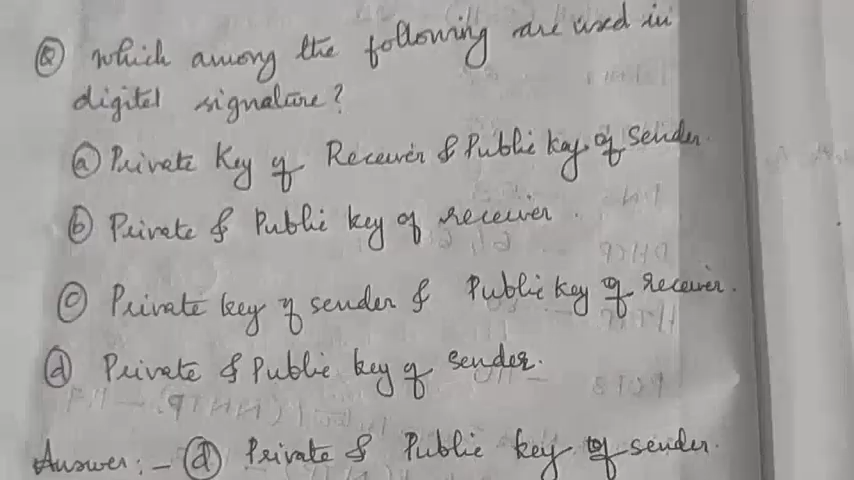 Q which among the following are used in
digital signature?
a Private Key of Receiver & Public key of Sender.
b Private & Public key of receiver.
c Private key of sender & Public key of receiver.
d Private & Public key of sender.
Answer:- d Private & Public key of sender.